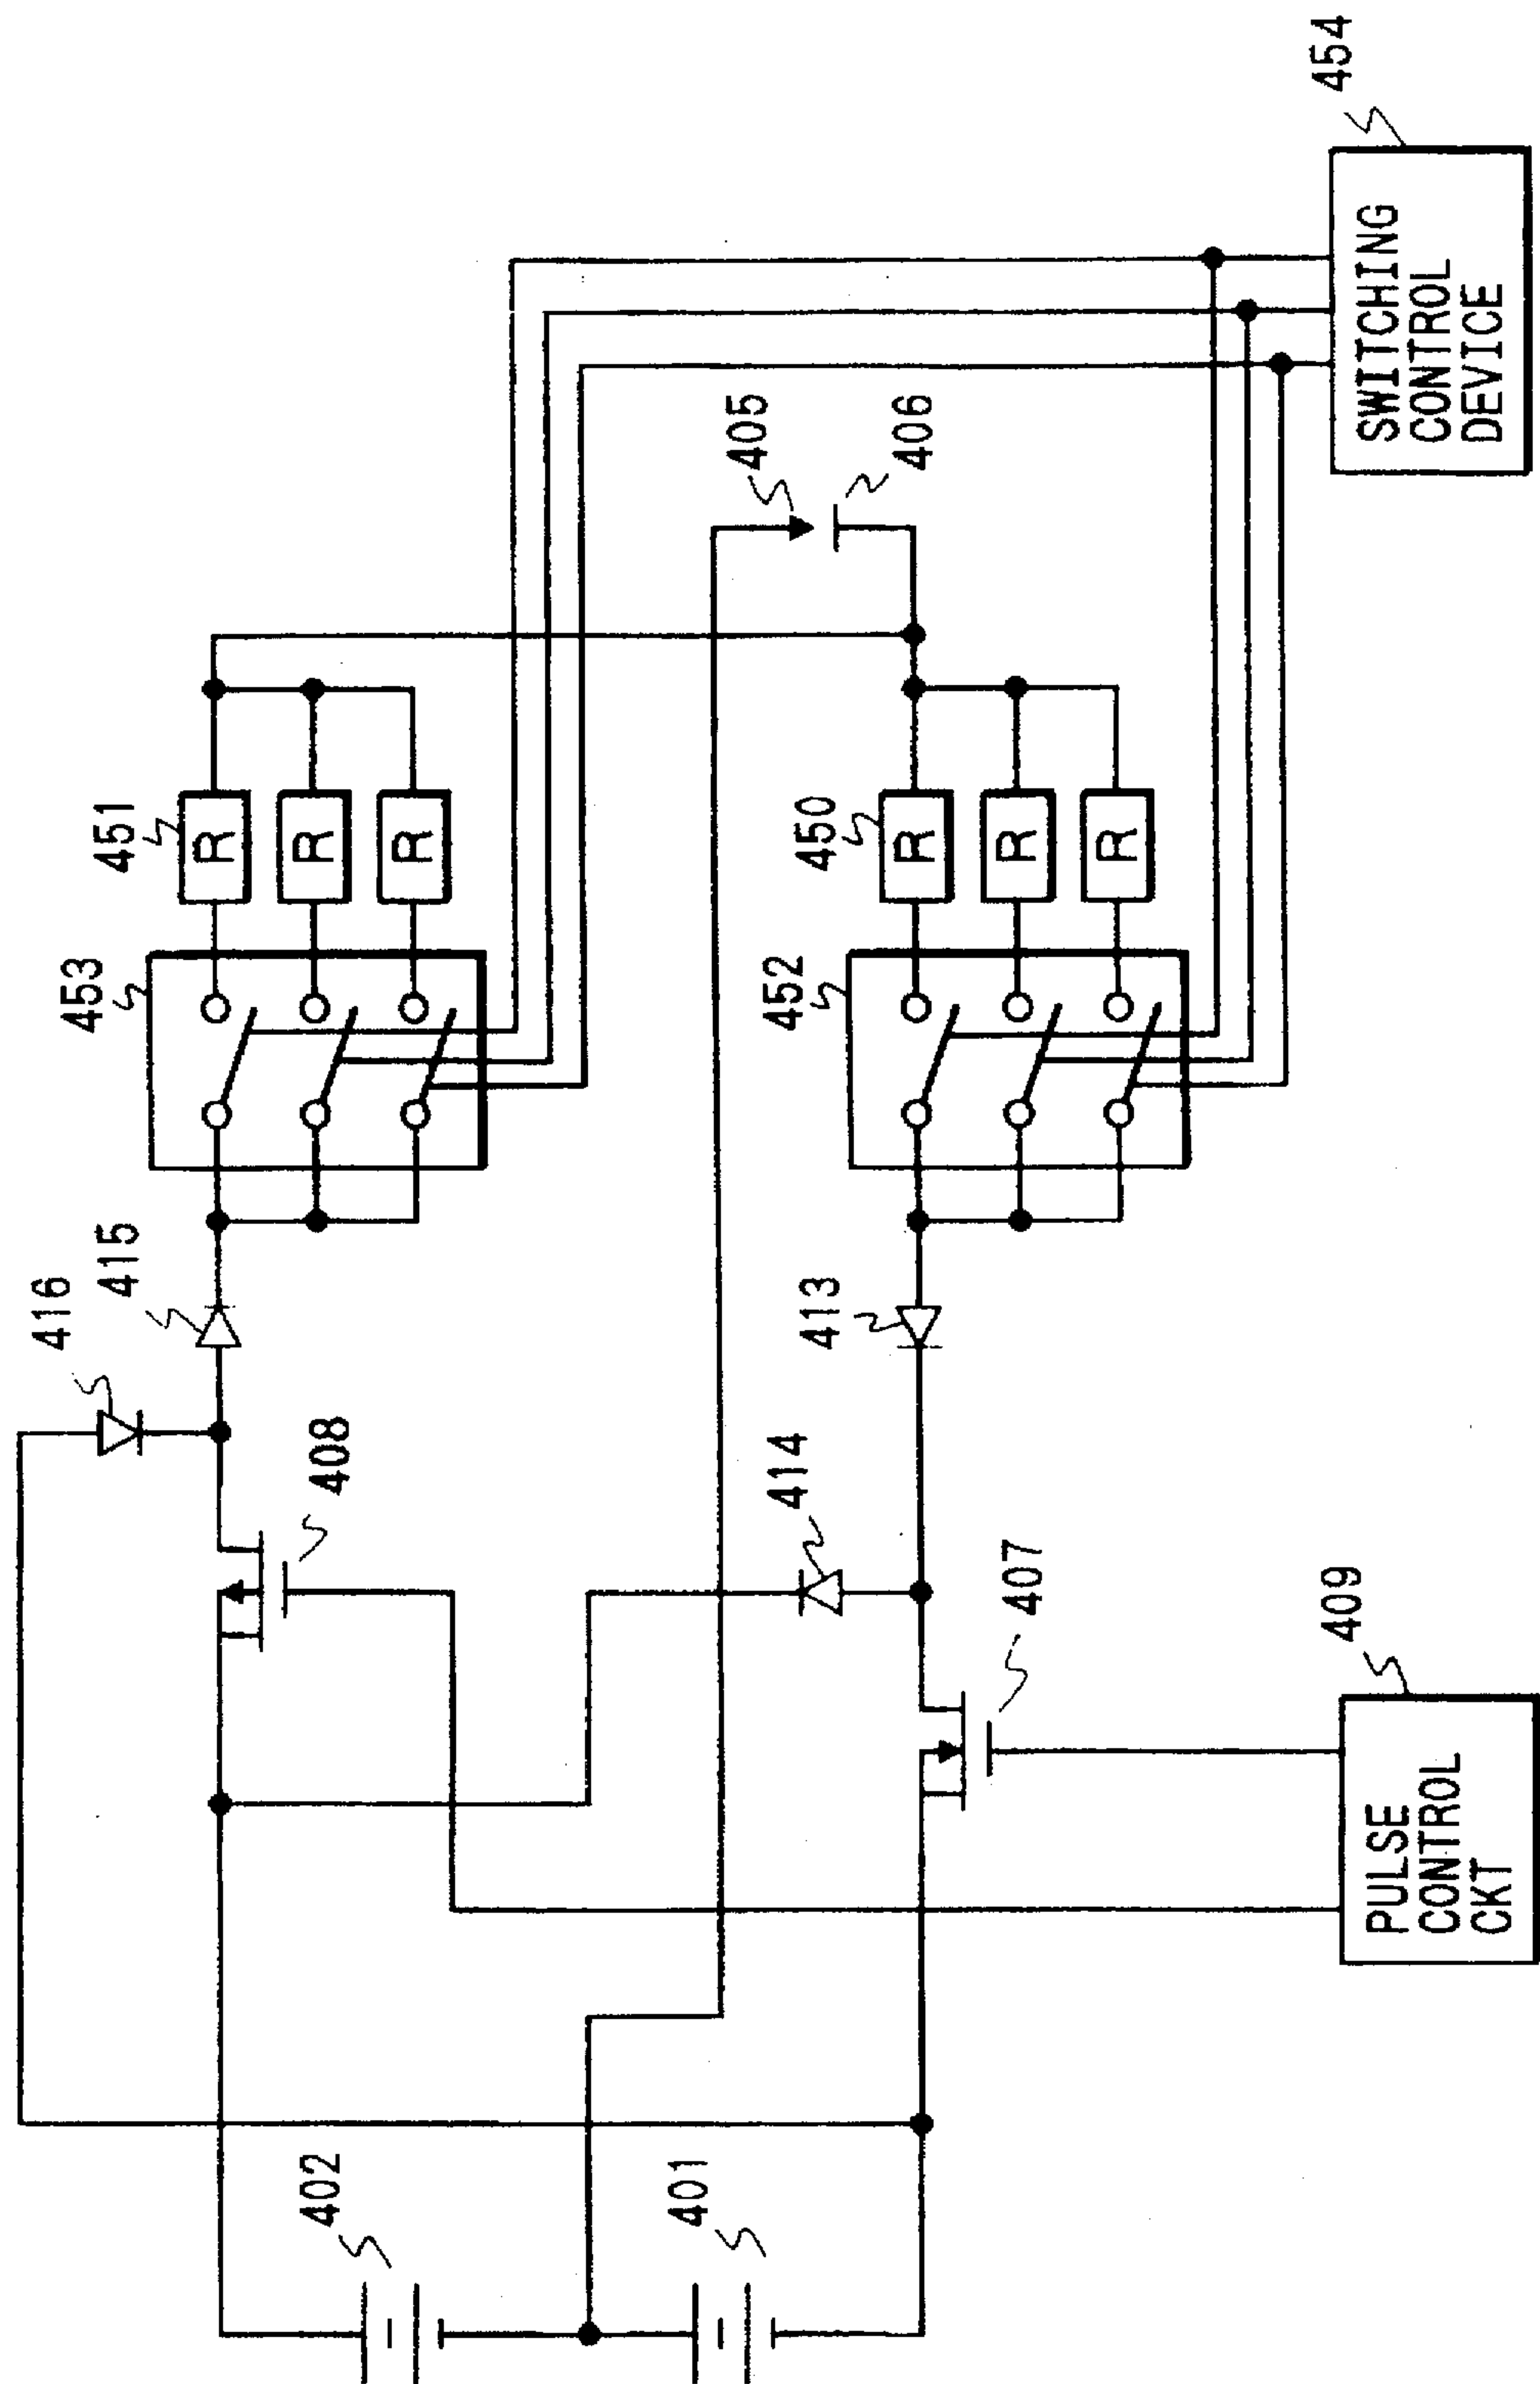 416
415
453
451
402
408
R
R
R
401
414
413
452
450
405
406
R
R
R
407
409
PULSE
CONTROL
CKT
454
SWITCHING
CONTROL
DEVICE